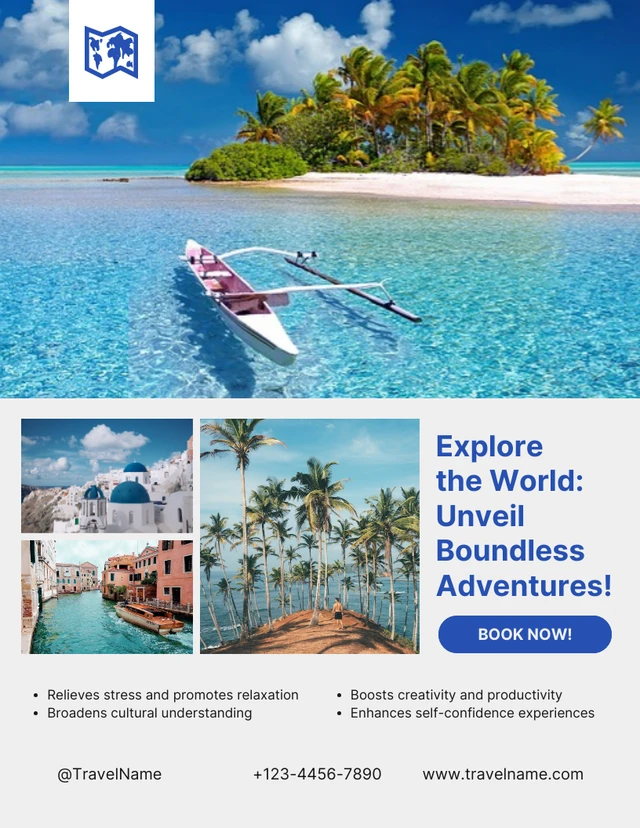 Explore
the World:
Unveil
Boundless
Adventures!
BOOK NOW!
• Relieves stress and promotes relaxation
• Broadens cultural understanding
• Boosts creativity and productivity
• Enhances self-confidence experiences
@TravelName
+123-4456-7890
www.travelname.com